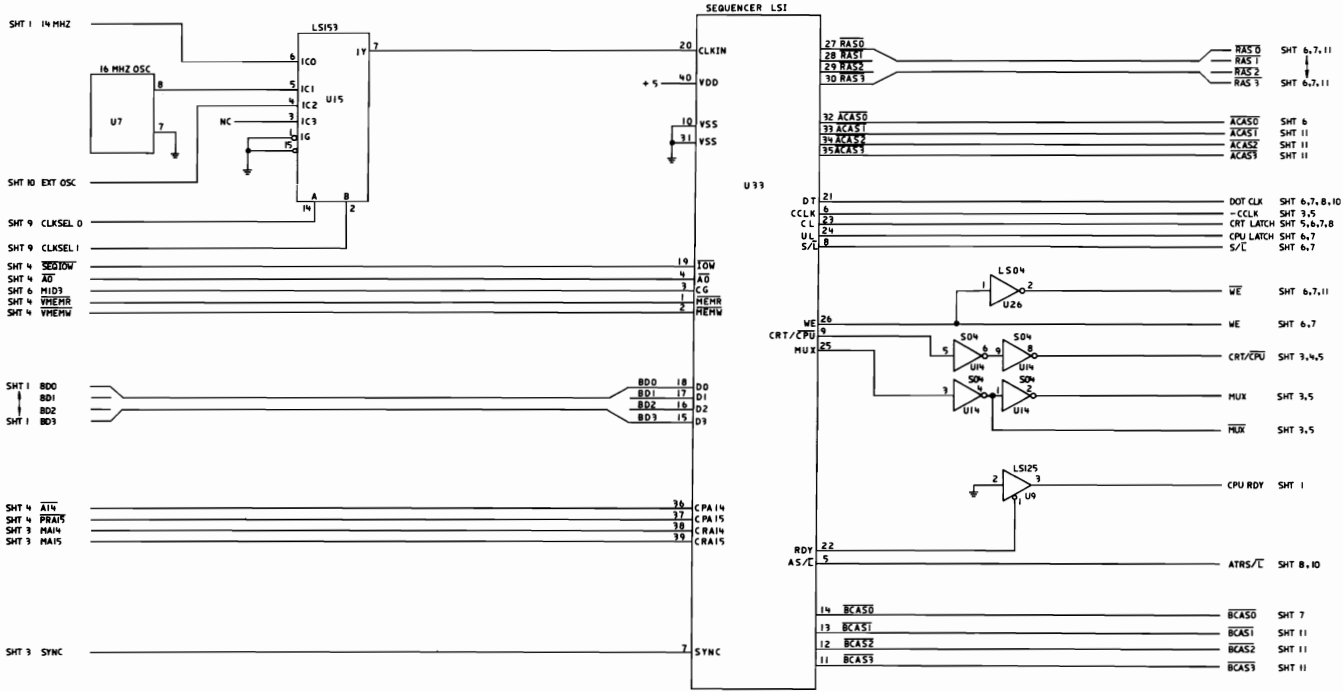 SEQUENCER LSI
SHT 1 14 MHZ
LS153
7
1Y
20 CLKIN
6 1C0
16 MHZ OSC
8
5 1C1
U15
4 1C2
NC 3 1C3
U7
7
1 1G
15
+5 40 VDD
10 VSS
31 VSS
SHT 10 EXT OSC
A B
14 2
SHT 9 CLKSEL 0
SHT 9 CLKSEL 1
U33
SHT 4 SEQIOW 19 IOW
SHT 4 A0 4 A0
SHT 6 MID3 3 CG
SHT 4 VMEMR 1 MEMR
SHT 4 VMEMW 2 MEMW
SHT 1 BD0 BD0 18 D0
BD1 BD1 17 D1
BD2 BD2 16 D2
SHT 1 BD3 BD3 15 D3
SHT 4 A14 36 CPA14
SHT 4 PRA15 37 CPA15
SHT 3 MA14 38 CRA14
SHT 3 MA15 39 CRA15
SHT 3 SYNC 7 SYNC
27 RAS0 RAS 0 SHT 6,7,11
28 RAS1 RAS 1
29 RAS2 RAS 2
30 RAS3 RAS 3 SHT 6,7,11
32 ACAS0 ACAS0 SHT 6
33 ACAS1 ACAS1 SHT 11
34 ACAS2 ACAS2 SHT 11
35 ACAS3 ACAS3 SHT 11
DT 21 DOT CLK SHT 6,7,8,10
CCLK 6 -CCLK SHT 3,5
CL 23 CRT LATCH SHT 5,6,7,8
UL 24 CPU LATCH SHT 6,7
S/L 8 S/L SHT 6,7
LS04
1 2 WE SHT 6,7,11
U26
WE 26 WE SHT 6,7
CRT/CPU 9
S04 S04
5 6 9 8 CRT/CPU SHT 3,4,5
U14 U14
MUX 25
S04 S04
3 4 1 2 MUX SHT 3,5
U14 U14
MUX SHT 3,5
LS125
2 3 CPU RDY SHT 1
1 U9
RDY 22
AS/L 5 ATRS/L SHT 8,10
14 BCAS0 BCAS0 SHT 7
13 BCAS1 BCAS1 SHT 11
12 BCAS2 BCAS2 SHT 11
11 BCAS3 BCAS3 SHT 11